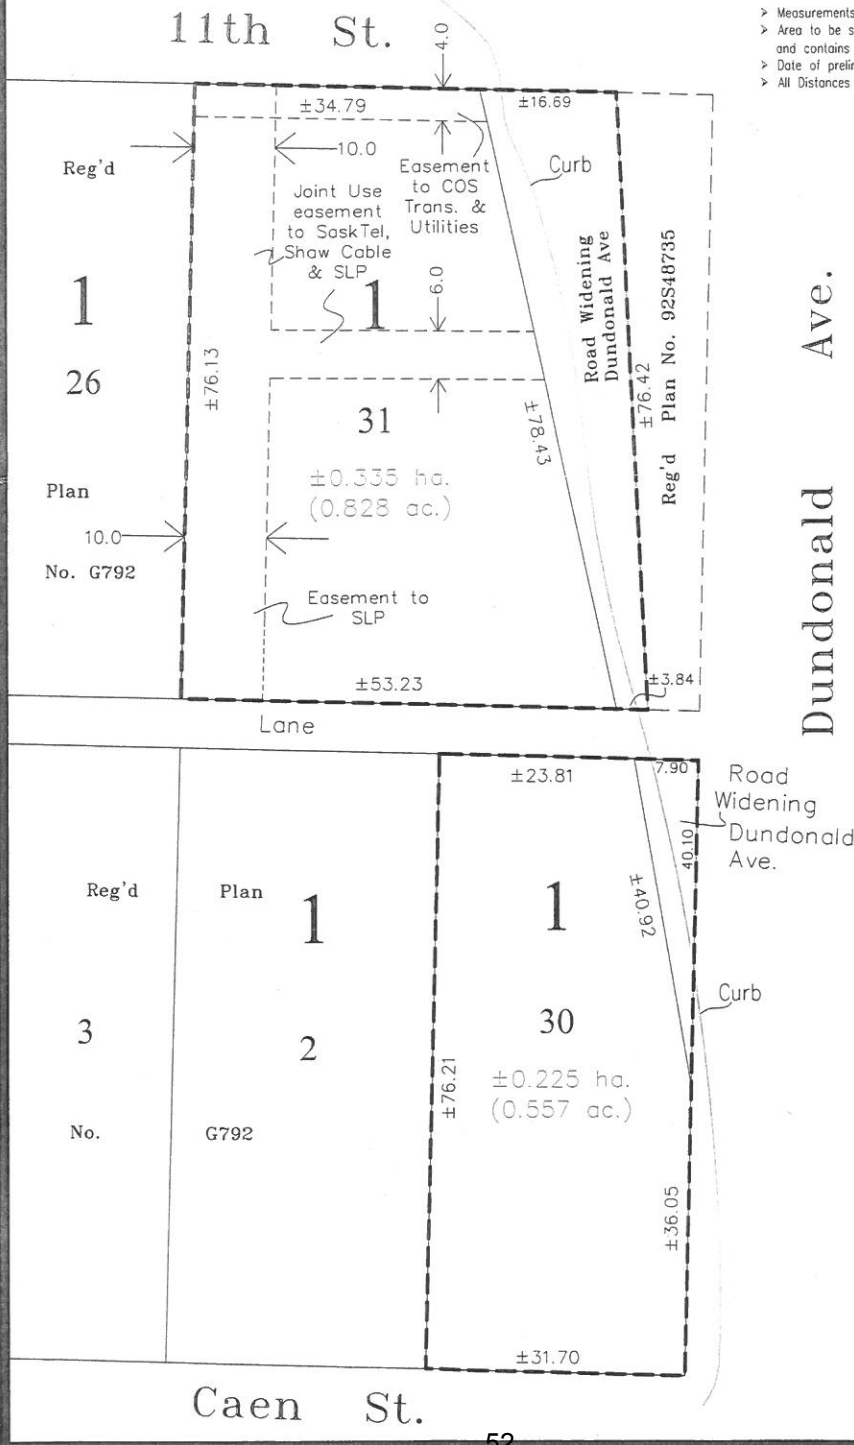 11th St.
4.0
➢ Measurements
➢ Area to be s
and contains
➢ Date of prelin
➢ All Distances
±34.79
±16.69
10.0
Reg'd
Easement
to COS
Trans. &
Utilities
Curb
Joint Use
easement
to SaskTel,
Shaw Cable
& SLP
6.0
1
1
26
±76.13
Road Widening
Dundonald Ave
±76.42
Reg'd Plan No. 92S48735
Dundonald Ave.
31
±78.43
±0.335 ha.
(0.828 ac.)
Plan
10.0
No. G792
Easement to
SLP
±53.23
±3.84
Lane
±23.81
7.90
Road
Widening
Dundonald
Ave.
40.10
±40.92
Reg'd
Plan
1
1
Curb
3
2
30
±76.21
±0.225 ha.
(0.557 ac.)
No.
G792
±36.05
±31.70
Caen St.
52